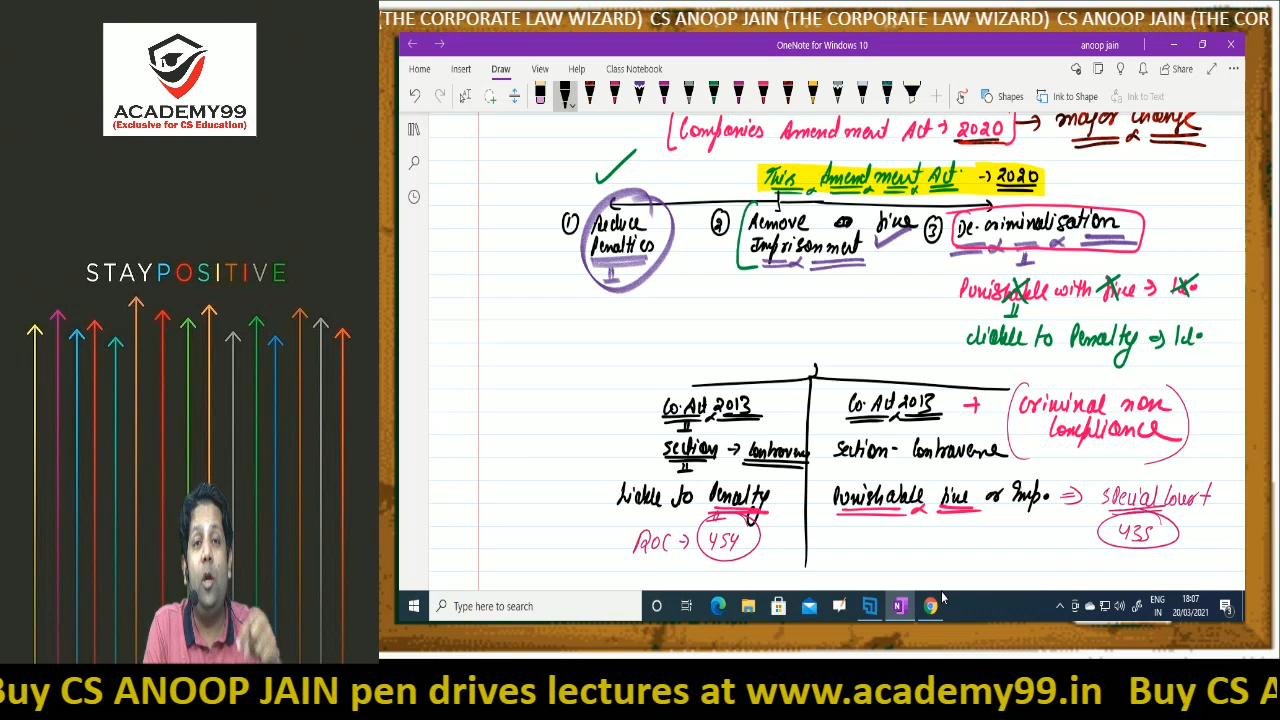 (THE CORPORATE LAW WIZARD) CS ANOOP JAIN (THE CORPORATE LAW WIZARD) CS ANOOP JAIN (THE COR
ACADEMY99
(Exclusive for CS Education)
OneNote for Windows 10
anoop jain
Home Insert Draw View Help Class Notebook
Share
Shapes Ink to Shape Ink to Text
Companies Amendment Act → 2020 → major change
This Amendment Act → 2020
① Reduce Penalties
② Remove Imprisonment or fine
③ De-criminalisation
Punishable with fine ⇒ 1d.
Liable to Penalty ⇒ 1d.
STAYPOSITIVE
Co. Act 2013
Section → Contravene
Liable to Penalty
ROC → 454
Co. Act 2013 + Criminal non Compliance
Section - Contravene
Punishable fine or Imp. ⇒ Special Court
435
Type here to search
ENG
IN
18:07
20/03/2021
Buy CS ANOOP JAIN pen drives lectures at www.academy99.in Buy CS A